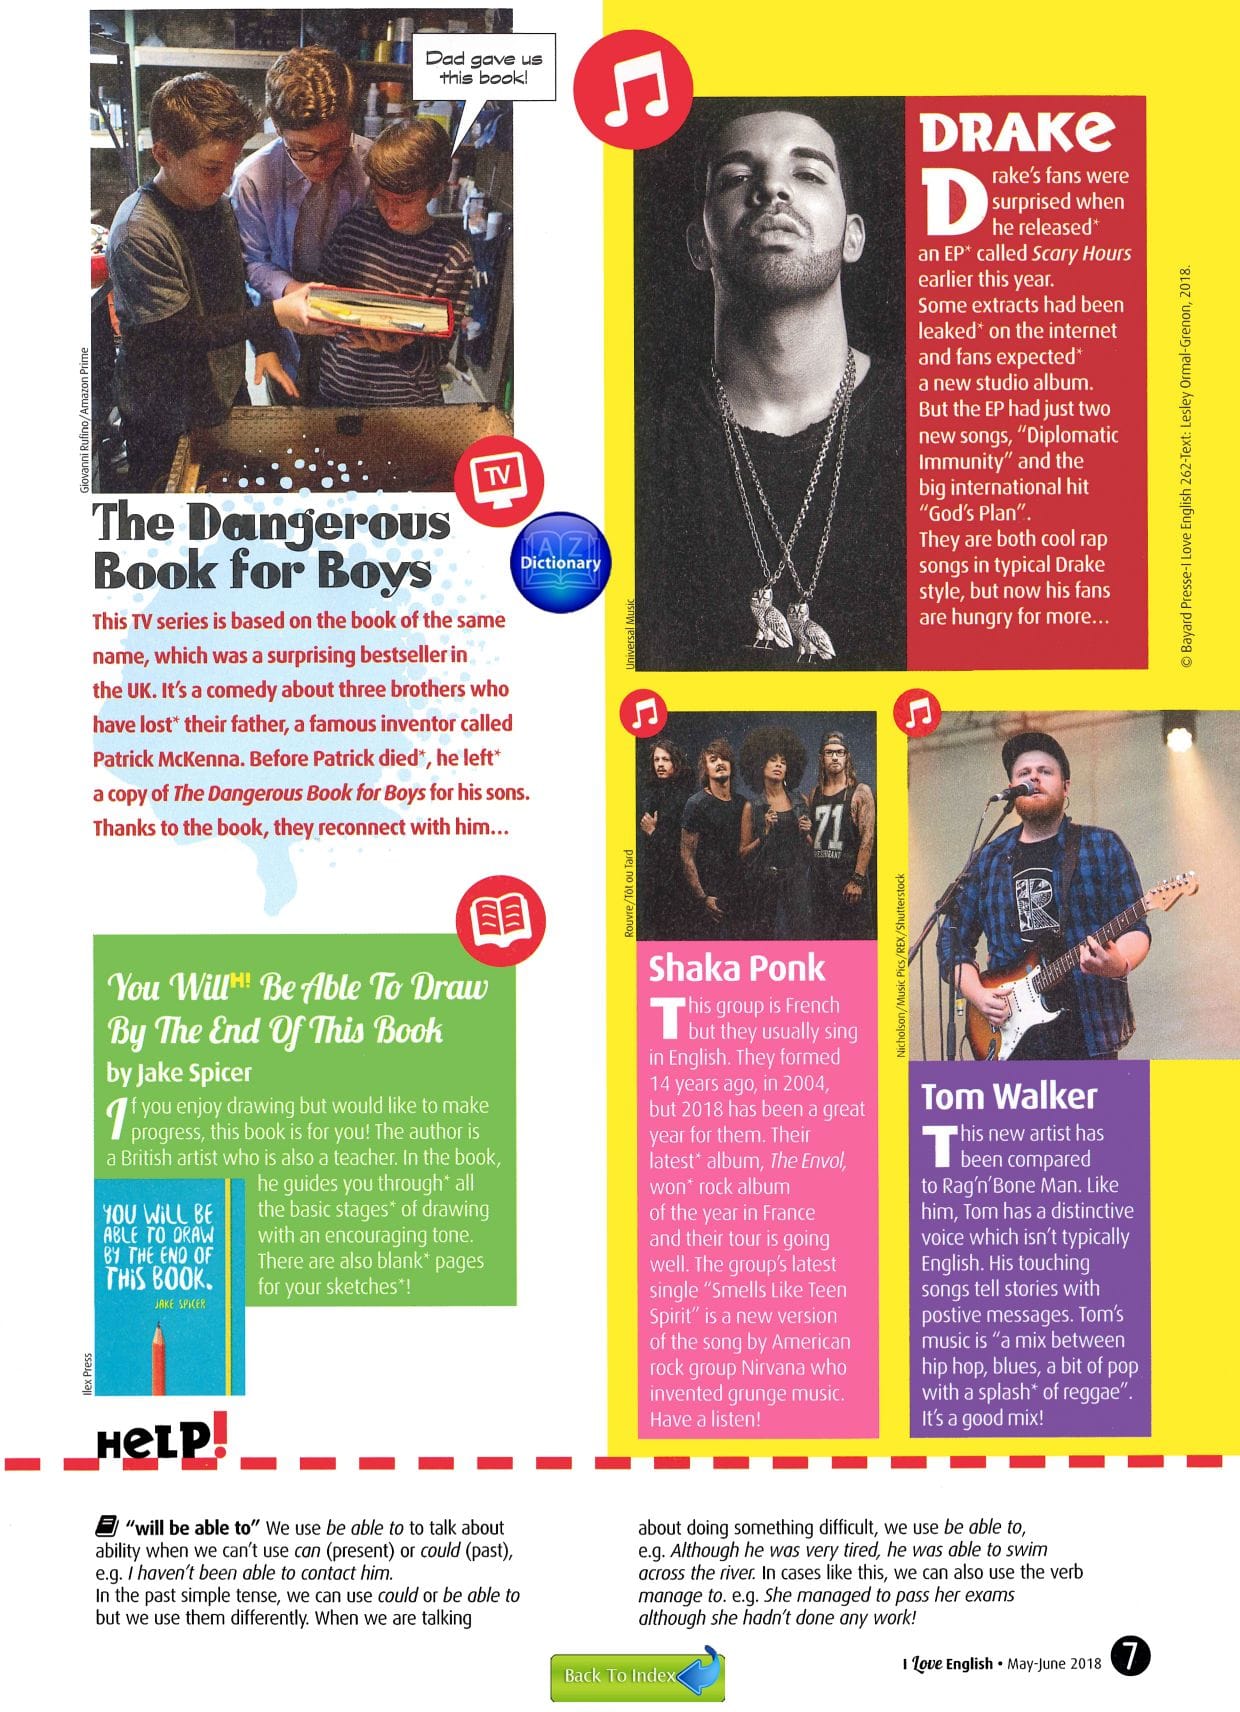 Dad gave us
this book!
Giovanni Rufino/Amazon Prime
TV
The Dangerous
Book for Boys
Dictionary
This TV series is based on the book of the same
name, which was a surprising bestseller in
the UK. It's a comedy about three brothers who
have lost* their father, a famous inventor called
Patrick McKenna. Before Patrick died*, he left*
a copy of The Dangerous Book for Boys for his sons.
Thanks to the book, they reconnect with him...
You Will H! Be Able To Draw
By The End Of This Book
by Jake Spicer
If you enjoy drawing but would like to make
progress, this book is for you! The author is
a British artist who is also a teacher. In the book,
he guides you through* all
the basic stages* of drawing
with an encouraging tone.
There are also blank* pages
for your sketches*!
YOU WILL BE
ABLE TO DRAW
BY THE END OF
THIS BOOK.
JAKE SPICER
Ilex Press
DRAKE
Drake's fans were
surprised when
he released*
an EP* called Scary Hours
earlier this year.
Some extracts had been
leaked* on the internet
and fans expected*
a new studio album.
But the EP had just two
new songs, "Diplomatic
Immunity" and the
big international hit
"God's Plan".
They are both cool rap
songs in typical Drake
style, but now his fans
are hungry for more...
Universal Music
© Bayard Presse-I Love English 262-Text: Lesley Ormal-Grenon, 2018.
71
Rouvre/Tôt ou Tard
Shaka Ponk
This group is French
but they usually sing
in English. They formed
14 years ago, in 2004,
but 2018 has been a great
year for them. Their
latest* album, The Envol,
won* rock album
of the year in France
and their tour is going
well. The group's latest
single "Smells Like Teen
Spirit" is a new version
of the song by American
rock group Nirvana who
invented grunge music.
Have a listen!
R
Nicholson/Music Pics/REX/Shutterstock
Tom Walker
This new artist has
been compared
to Rag'n'Bone Man. Like
him, Tom has a distinctive
voice which isn't typically
English. His touching
songs tell stories with
postive messages. Tom's
music is "a mix between
hip hop, blues, a bit of pop
with a splash* of reggae".
It's a good mix!
HELP!
"will be able to" We use be able to to talk about
ability when we can't use can (present) or could (past),
e.g. I haven't been able to contact him.
In the past simple tense, we can use could or be able to
but we use them differently. When we are talking
about doing something difficult, we use be able to,
e.g. Although he was very tired, he was able to swim
across the river. In cases like this, we can also use the verb
manage to. e.g. She managed to pass her exams
although she hadn't done any work!
Back To Index
I Love English • May-June 2018 7